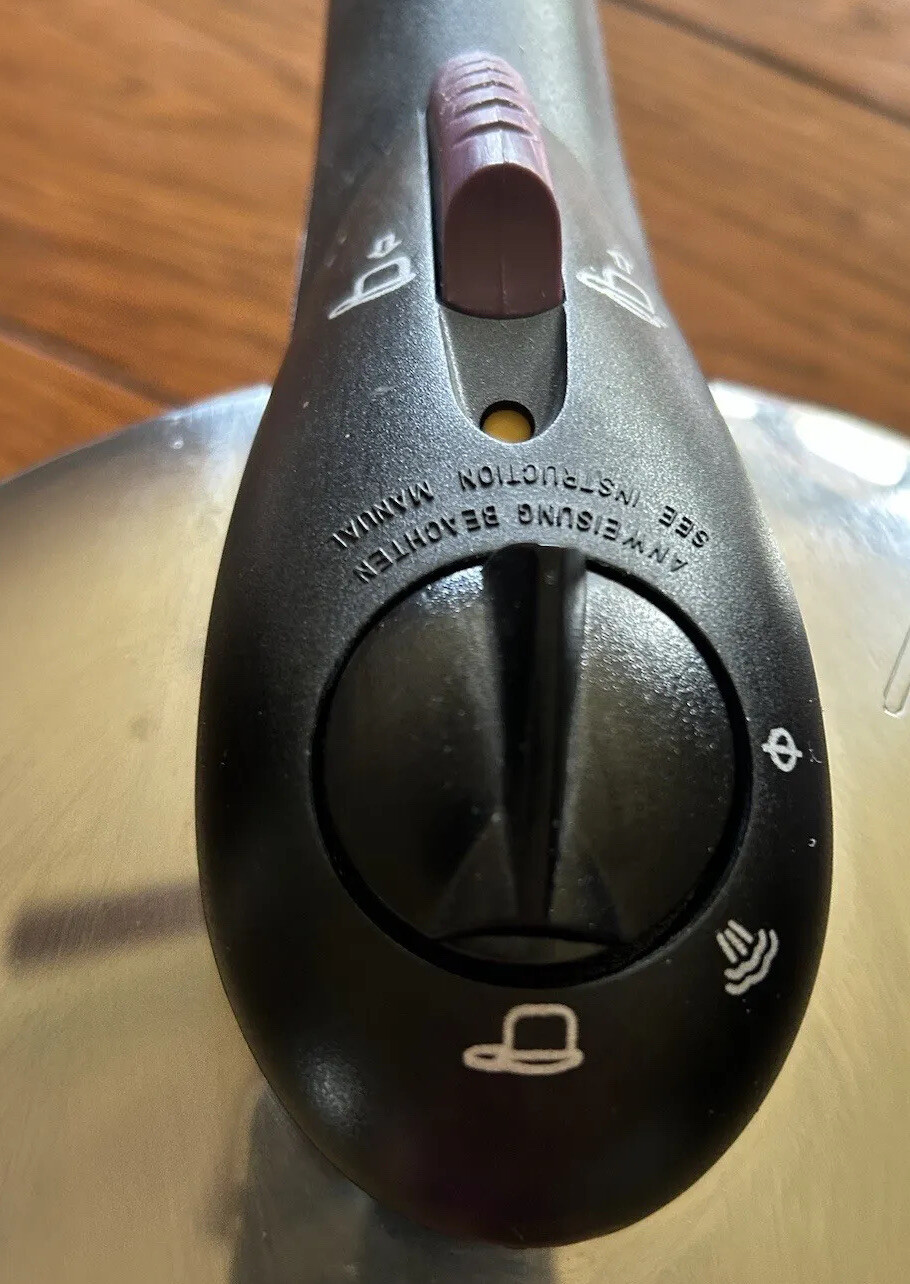 ANWEISUNG BEACHTEN
SEE INSTRUCTION MANUAL